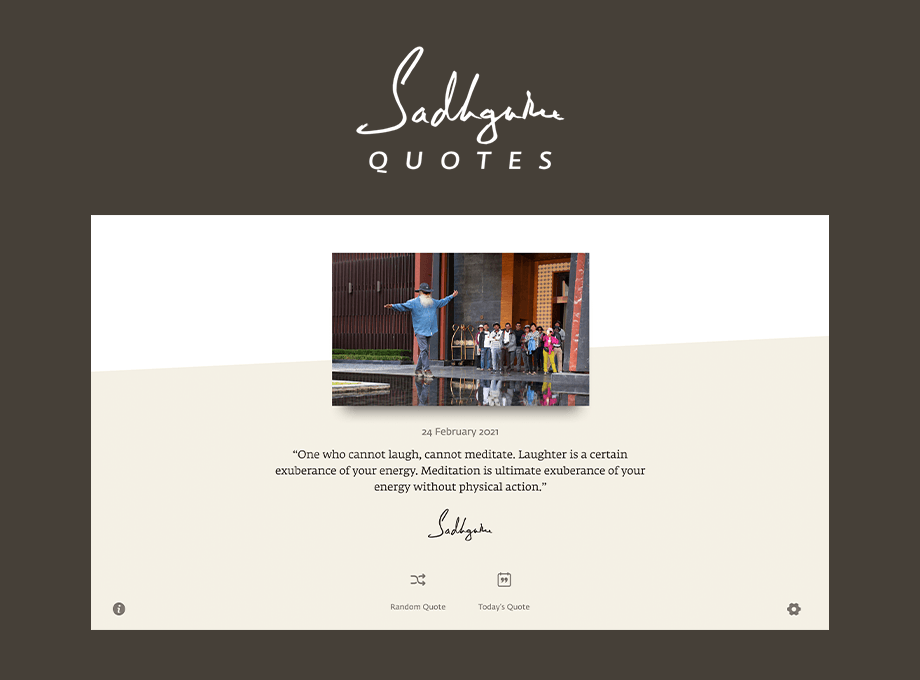 Sadhguru
QUOTES
24 February 2021
“One who cannot laugh, cannot meditate. Laughter is a certain
exuberance of your energy. Meditation is ultimate exuberance of your
energy without physical action.”
Sadhguru
Random Quote
Today's Quote